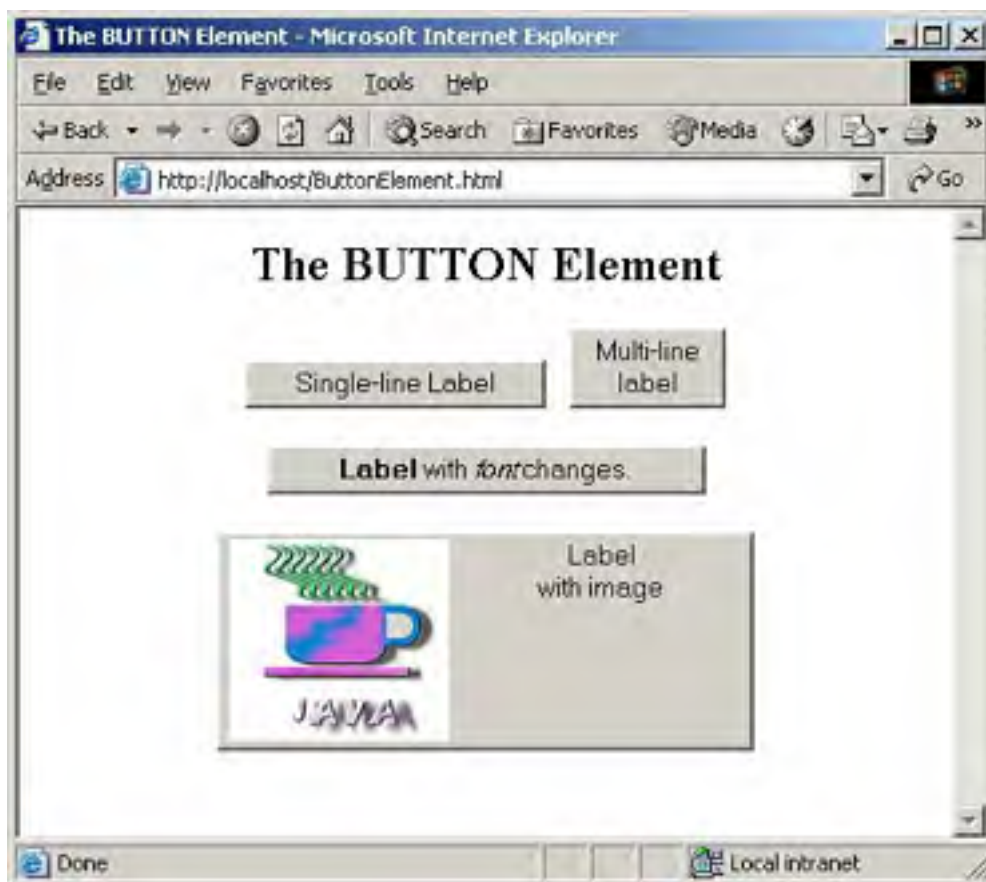 The BUTTON Element - Microsoft Internet Explorer
File Edit View Favorites Tools Help
Back Search Favorites Media »
Address http://localhost/ButtonElement.html Go
The BUTTON Element
Single-line Label
Multi-line
label
Label with font changes.
Label
with image
JAVA
Done Local intranet